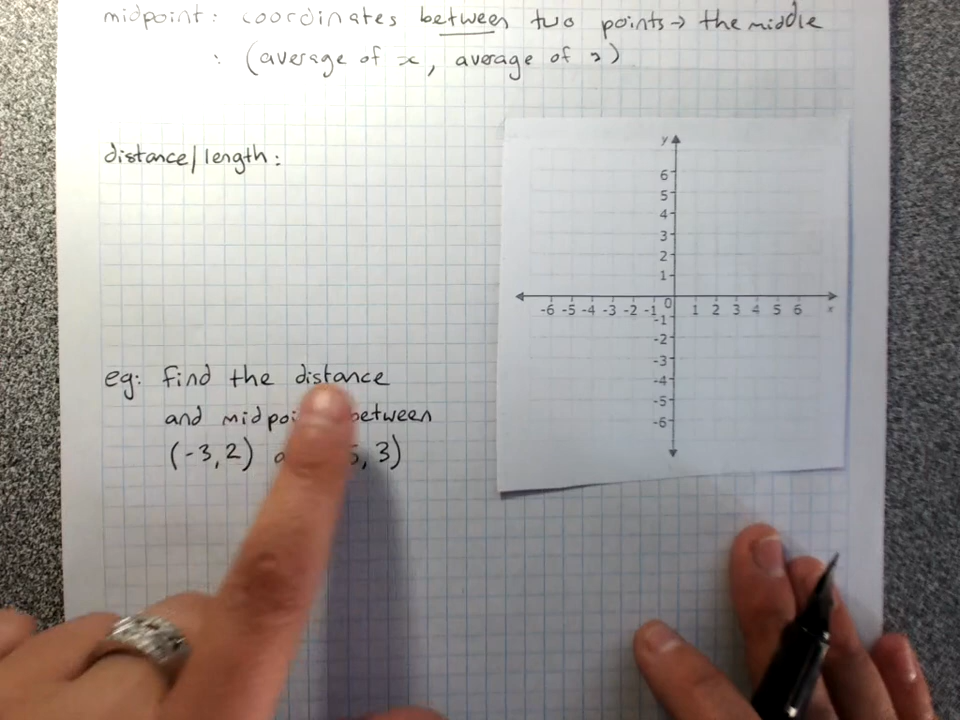 midpoint: coordinates between two points → the middle
: (average of x, average of
distance/length:
eg: find the distance
and between
(-3,2) 3)
y
6
5
4
3
2
1
-6 -5 -4 -3 -2 -1 0 1 2 3 4 5 6 x
-1
-2
-3
-4
-5
-6